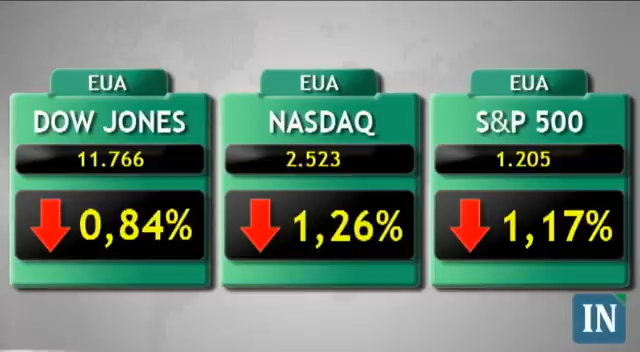 EUA
DOW JONES
11.766
0,84%
EUA
NASDAQ
2.523
1,26%
EUA
S&P 500
1.205
1,17%
IN